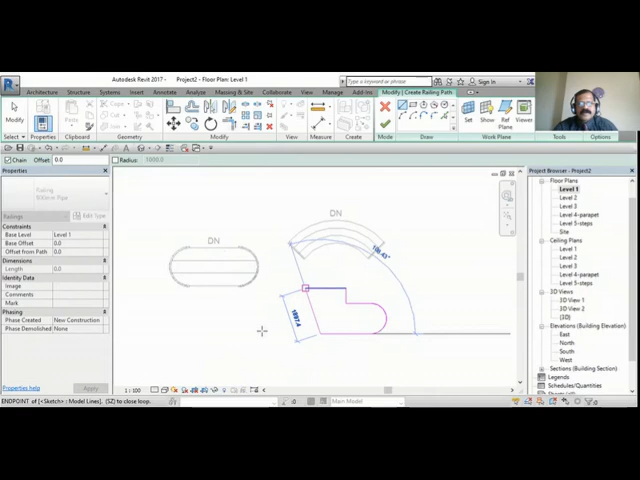 Autodesk Revit 2017 - Project2 - Floor Plan: Level 1
Type a keyword or phrase
Sign In
Architecture Structure Systems Insert Annotate Analyze Massing & Site Collaborate View Manage Add-Ins Modify | Create Railing Path
Modify
Cope
Cut
Join
Set Show Ref Plane Viewer
Select Properties Clipboard Geometry Modify View Measure Create Mode Draw Work Plane
Chain Offset: 0.0 Radius: 1000.0
Properties
Railing
900mm Pipe
Railings
Edit Type
Constraints
Base Level Level 1
Base Offset 0.0
Offset from Path 0.0
Dimensions
Length 0.0
Identity Data
Image
Comments
Mark
Phasing
Phase Created New Construction
Phase Demolished None
Properties help
Apply
DN
DN
Project Browser - Project2
Floor Plans
Level 1
Level 2
Level 3
Level 4-parapet
Level 5-steps
Site
Ceiling Plans
Level 1
Level 2
Level 3
Level 4-parapet
Level 5-steps
3D Views
3D View 1
3D View 2
{3D}
Elevations (Building Elevation)
East
North
South
West
Legends
Schedules/Quantities
1 : 100
ENDPOINT of [<Sketch> : Model Lines. (SZ) to close loop.
:0
Main Model
:0